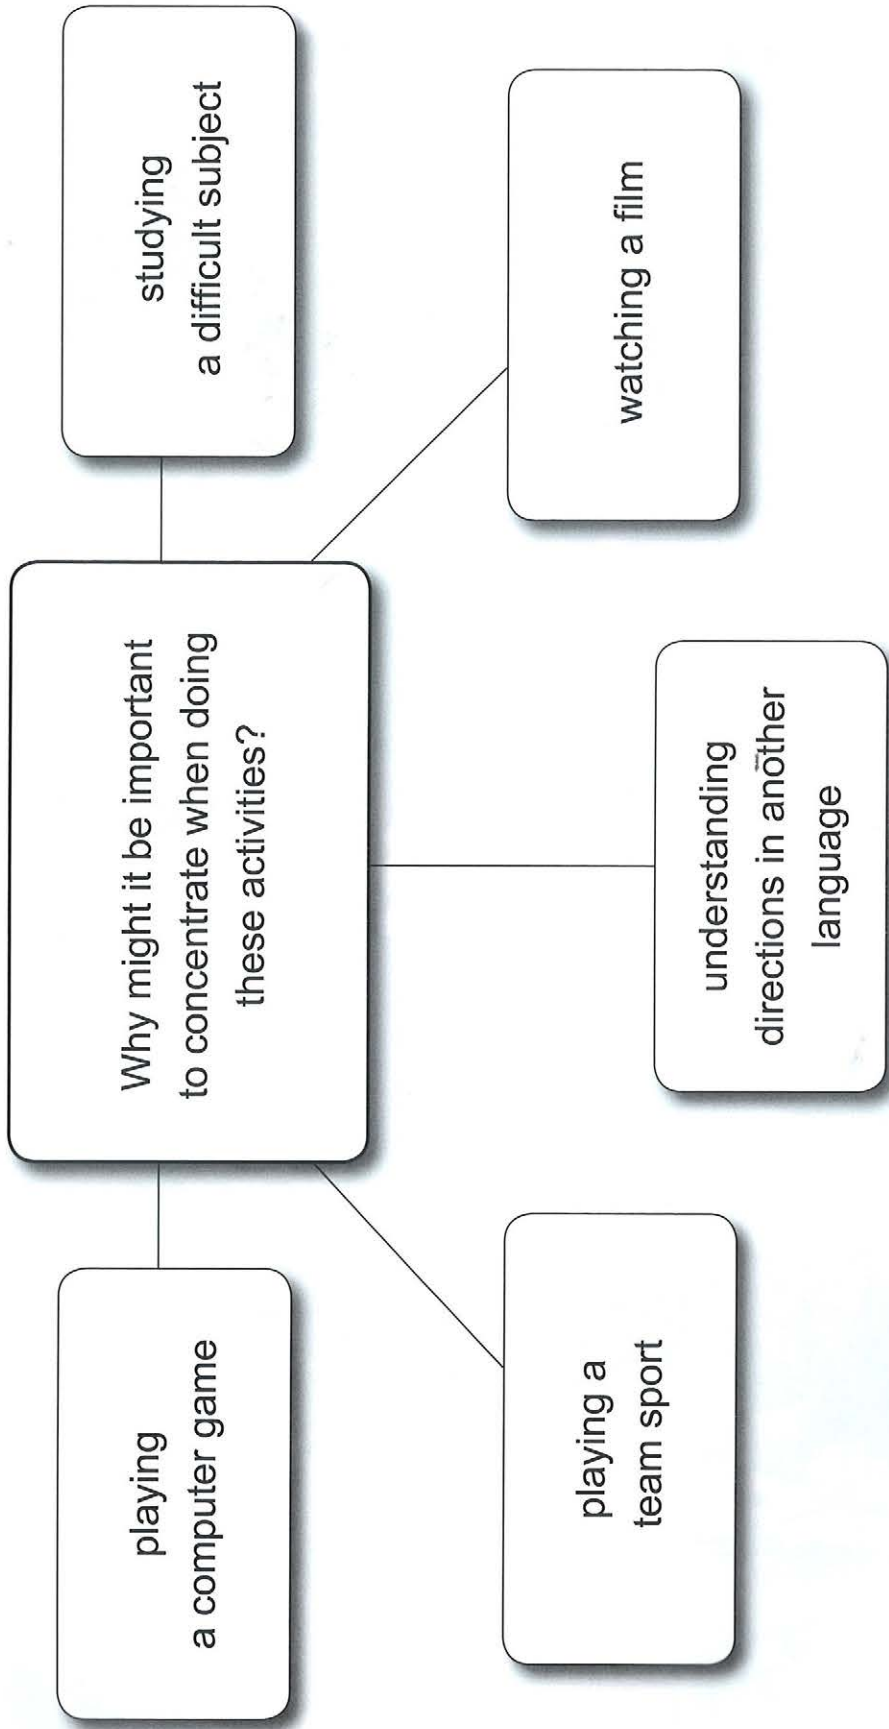 Why might it be important
to concentrate when doing
these activities?
playing
a computer game
studying
a difficult subject
playing a
team sport
understanding
directions in another
language
watching a film